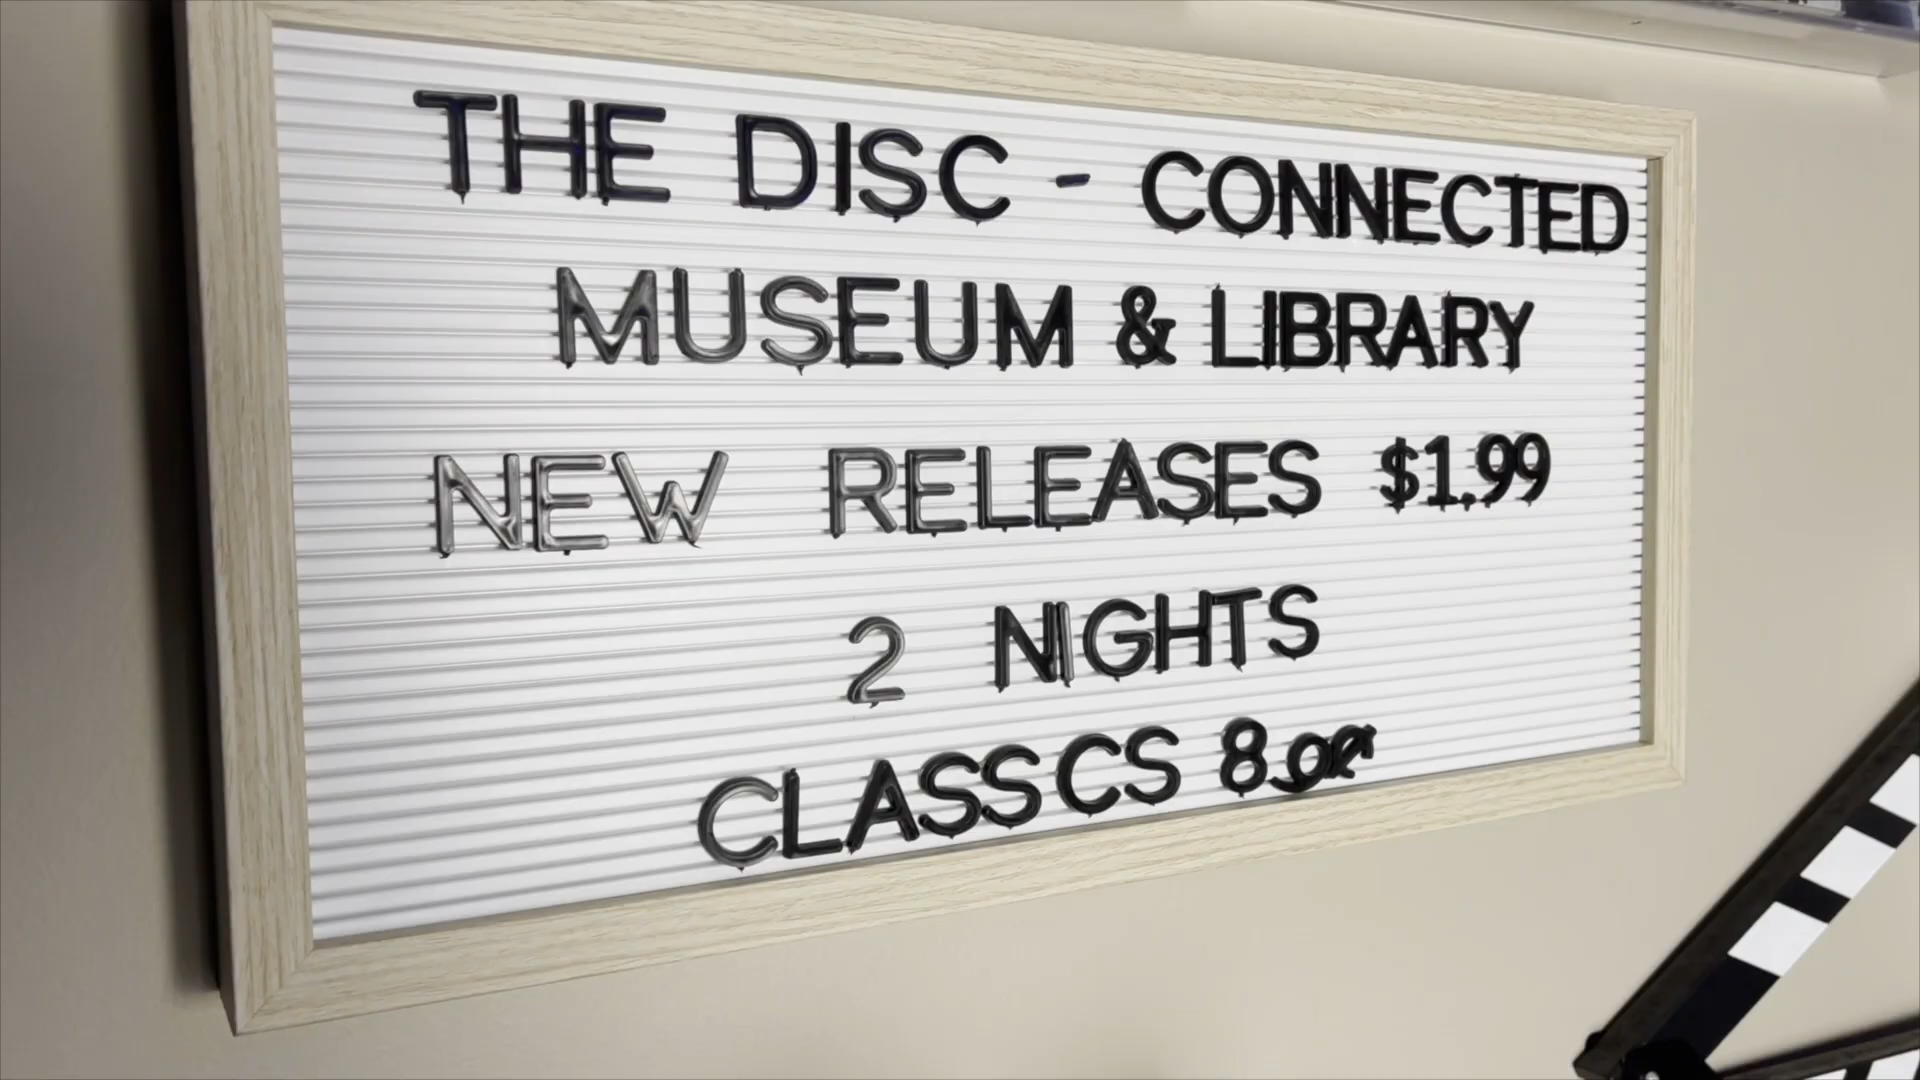 THE DISC - CONNECTED
MUSEUM & LIBRARY
NEW RELEASES $1.99
2 NIGHTS
CLASSCS